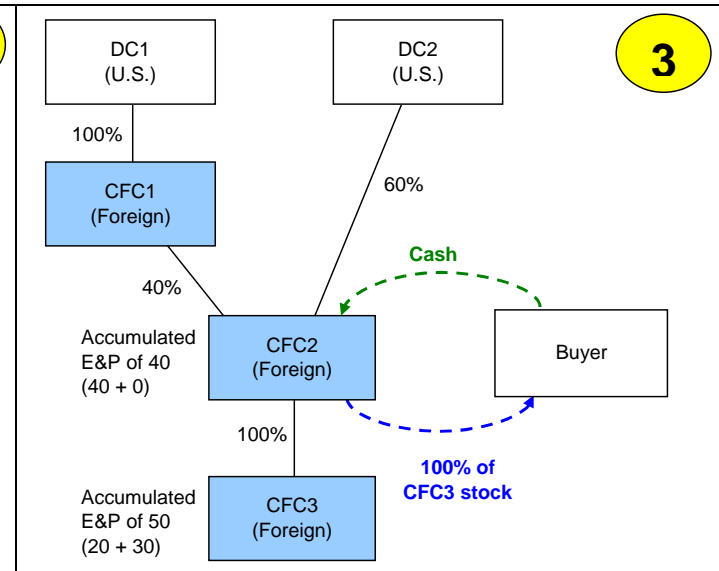 DC1
(U.S.)
DC2
(U.S.)
3
100%
CFC1
(Foreign)
60%
Cash
40%
Accumulated
E&P of 40
(40 + 0)
CFC2
(Foreign)
Buyer
100%
100% of
CFC3 stock
Accumulated
E&P of 50
(20 + 30)
CFC3
(Foreign)